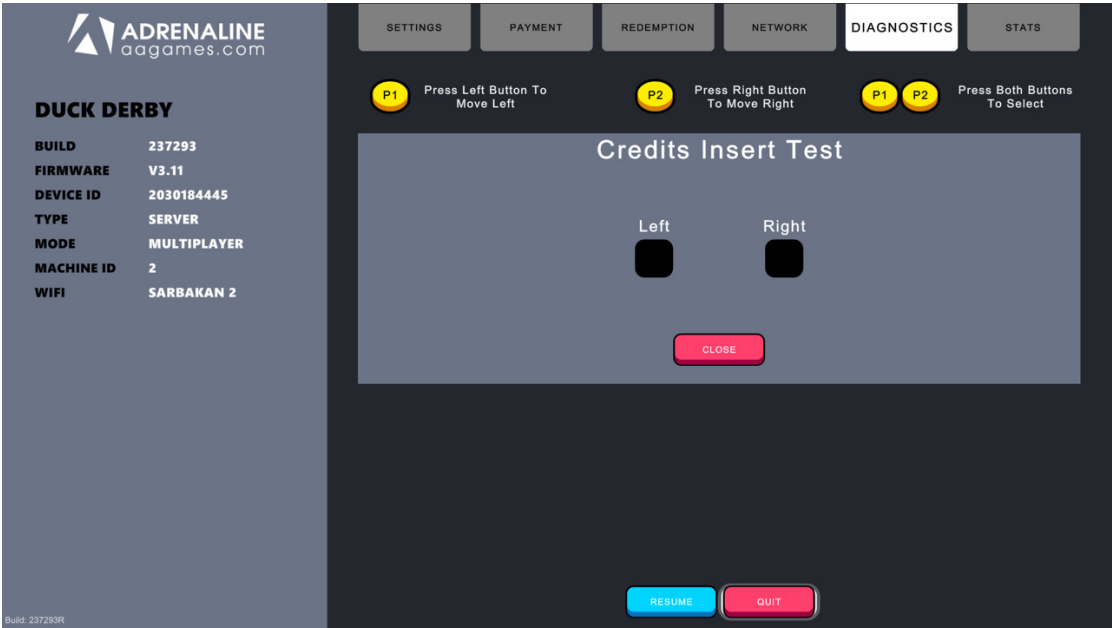 ADRENALINE
aagames.com
DUCK DERBY
BUILD 237293
FIRMWARE V3.11
DEVICE ID 2030184445
TYPE SERVER
MODE MULTIPLAYER
MACHINE ID 2
WIFI SARBAKAN 2
Build: 237293R
SETTINGS PAYMENT REDEMPTION NETWORK DIAGNOSTICS STATS
P1 Press Left Button To
Move Left
P2 Press Right Button
To Move Right
P1 P2 Press Both Buttons
To Select
Credits Insert Test
Left Right
CLOSE
RESUME QUIT